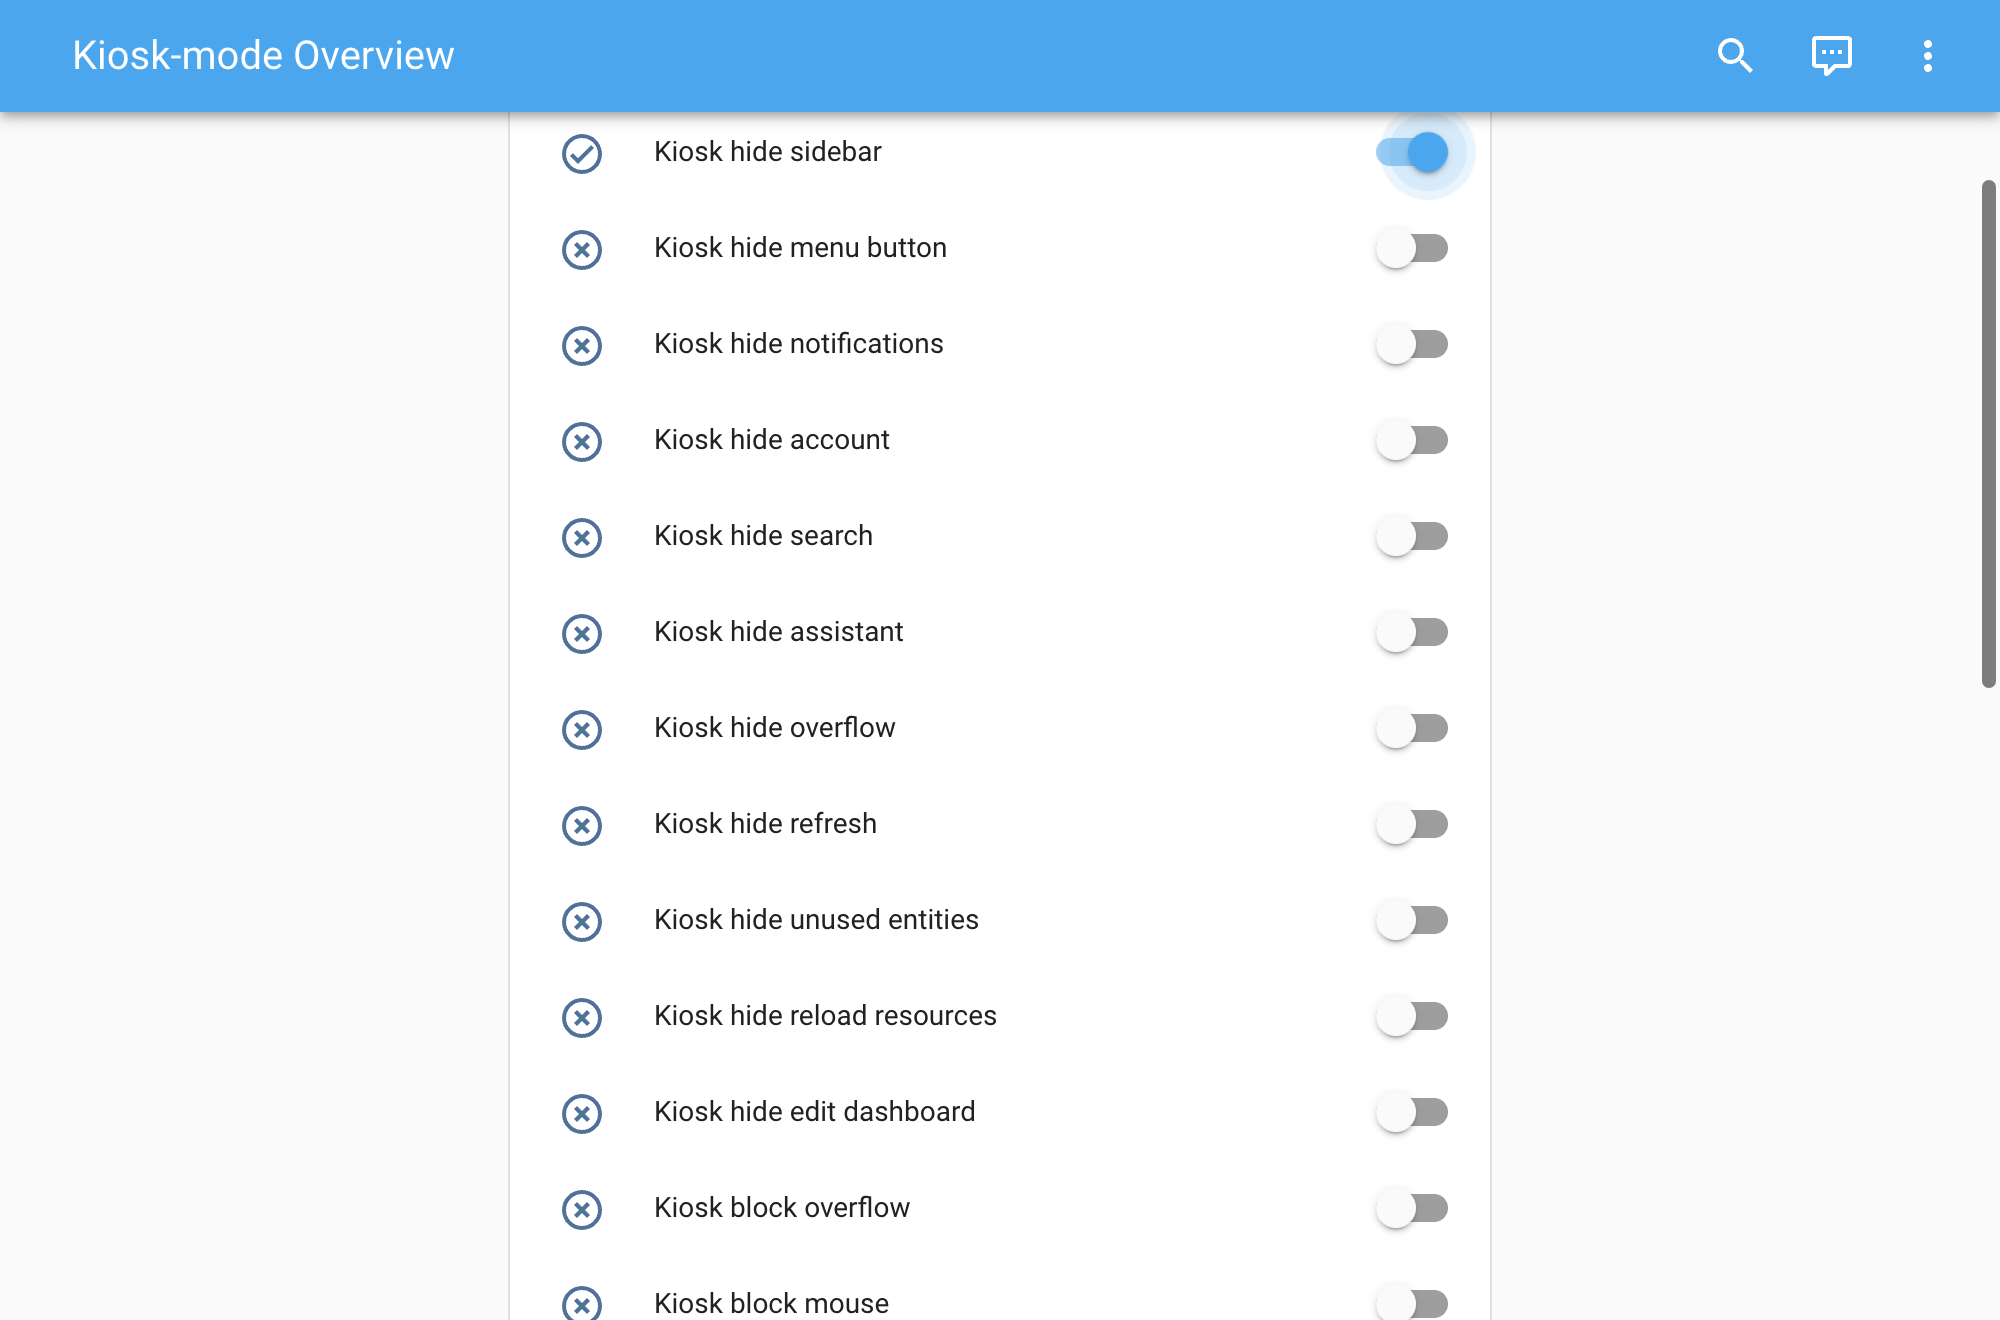 Kiosk-mode Overview
Kiosk hide sidebar
Kiosk hide menu button
Kiosk hide notifications
Kiosk hide account
Kiosk hide search
Kiosk hide assistant
Kiosk hide overflow
Kiosk hide refresh
Kiosk hide unused entities
Kiosk hide reload resources
Kiosk hide edit dashboard
Kiosk block overflow
Kiosk block mouse